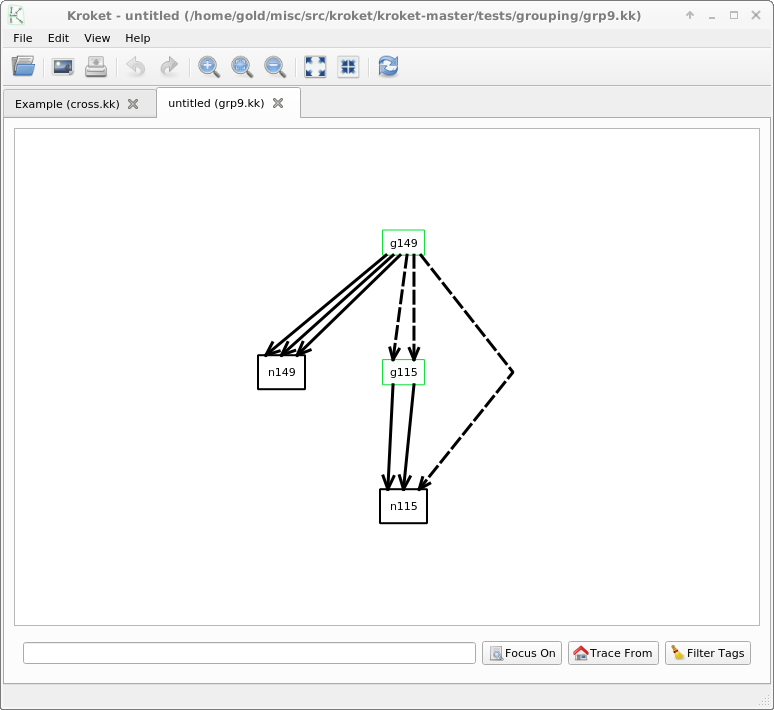 Kroket - untitled (/home/gold/misc/src/kroket/kroket-master/tests/grouping/grp9.kk)
File Edit View Help
Example (cross.kk) untitled (grp9.kk)
g149
n149 g115
n115
Focus On Trace From Filter Tags